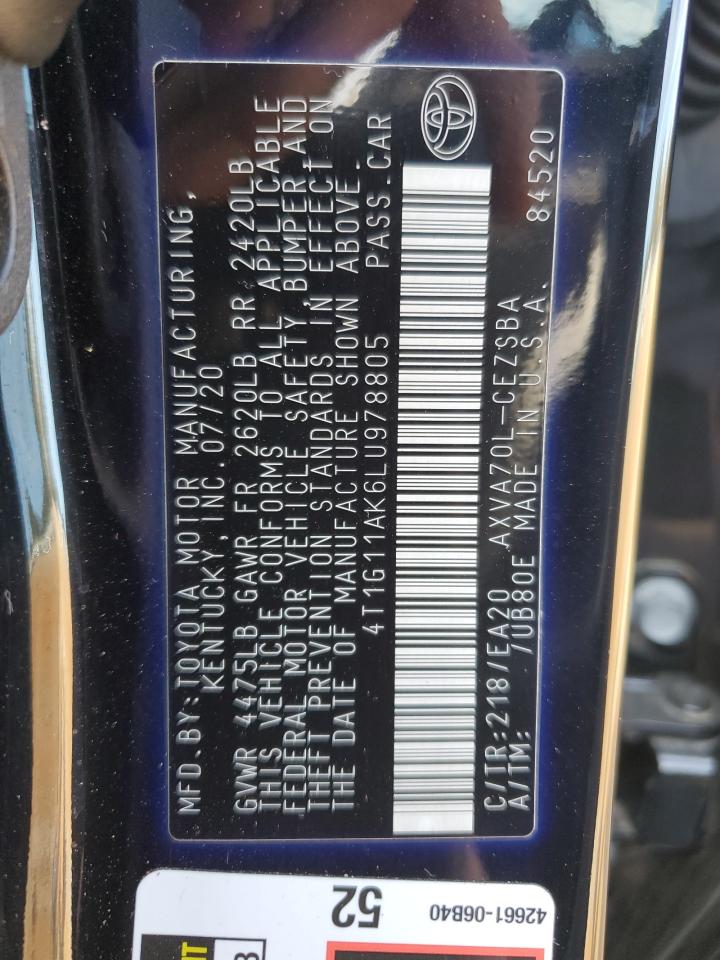 MFD.BY:TOYOTA MOTOR MANUFACTURING,
KENTUCKY,INC.07/20
GVWR 4475LB GAWR FR 2620LB RR 2420LB
THIS VEHICLE CONFORMS TO ALL APPLICABLE
FEDERAL MOTOR VEHICLE SAFETY, BUMPER AND
THEFT PREVENTION STANDARDS IN EFFECT ON
THE DATE OF MANUFACTURE SHOWN ABOVE.
4T1G11AK6LU978805 PASS.CAR
C/TR:218/EA20 AXVA70L-CEZSBA
A/TM: /UB80E MADE IN U.S.A. 84520
42661-06B40
52